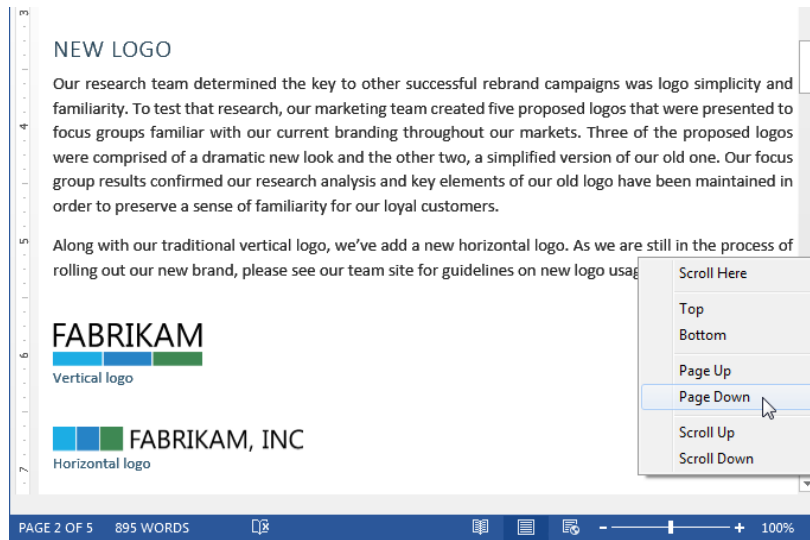 3
NEW LOGO
Our research team determined the key to other successful rebrand campaigns was logo simplicity and
familiarity. To test that research, our marketing team created five proposed logos that were presented to
4
focus groups familiar with our current branding throughout our markets. Three of the proposed logos
were comprised of a dramatic new look and the other two, a simplified version of our old one. Our focus
group results confirmed our research analysis and key elements of our old logo have been maintained in
order to preserve a sense of familiarity for our loyal customers.
5
Along with our traditional vertical logo, we've add a new horizontal logo. As we are still in the process of
rolling out our new brand, please see our team site for guidelines on new logo
Scroll Here
Top
Bottom
Page Up
Page Down
Scroll Up
Scroll Down
FABRIKAM
6
Vertical logo
FABRIKAM, INC
Horizontal logo
7
PAGE 2 OF 5 895 WORDS 100%